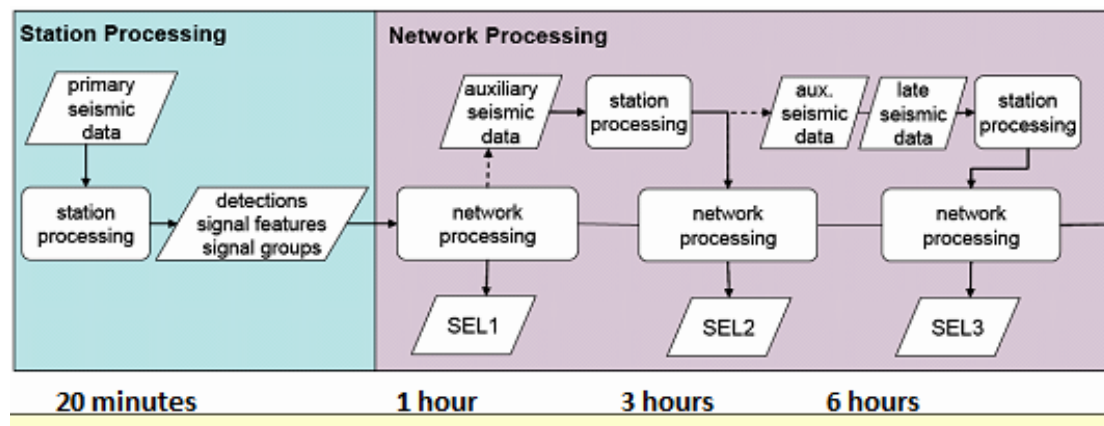 Station Processing
Network Processing
primary
seismic
data
auxiliary
seismic
data
station
processing
aux.
seismic
data
late
seismic
data
station
processing
station
processing
detections
signal features
signal groups
network
processing
network
processing
network
processing
SEL1
SEL2
SEL3
20 minutes
1 hour
3 hours
6 hours